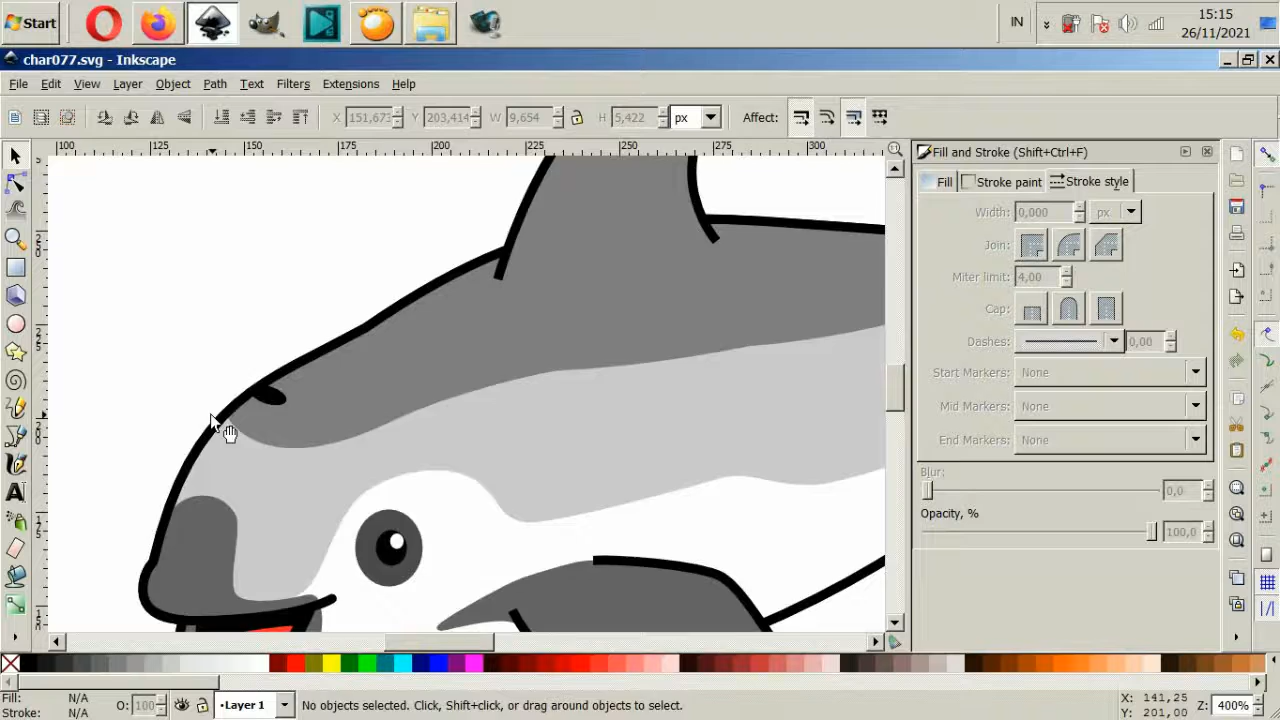 Start
IN
15:15
26/11/2021
char077.svg - Inkscape
File Edit View Layer Object Path Text Filters Extensions Help
X 151,673 Y 203,414 W 9,654 H 5,422 px Affect:
100 125 150 175 200 225 250 275 300
Fill and Stroke (Shift+Ctrl+F)
Fill Stroke paint Stroke style
Width: 0,000 px
Join:
Miter limit: 4,00
Cap:
Dashes: 0,00
Start Markers: None
Mid Markers: None
End Markers: None
Blur:
0,0
Opacity, %
100,0
Fill: N/A O: 100 Layer 1 No objects selected. Click, Shift+click, or drag around objects to select. X: 141,25 Z: 400%
Stroke: N/A Y: 201,00